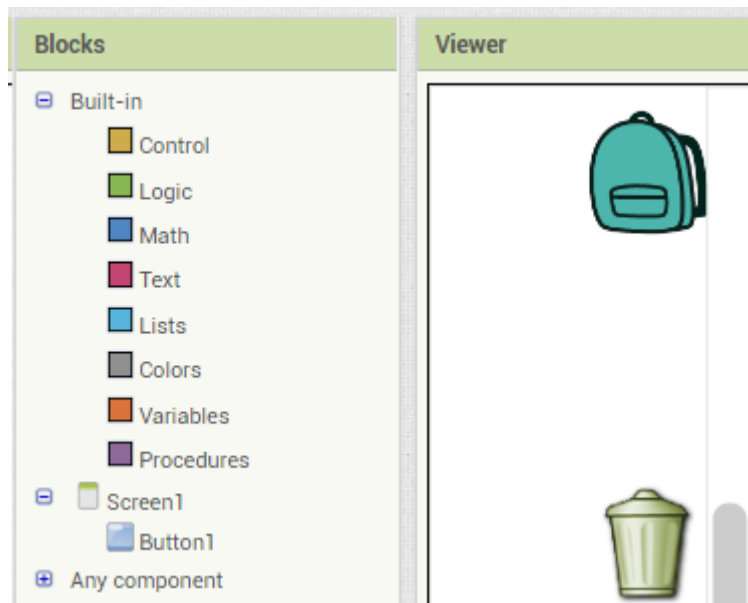 Blocks
Built-in
Control
Logic
Math
Text
Lists
Colors
Variables
Procedures
Screen1
Button1
Any component
Viewer